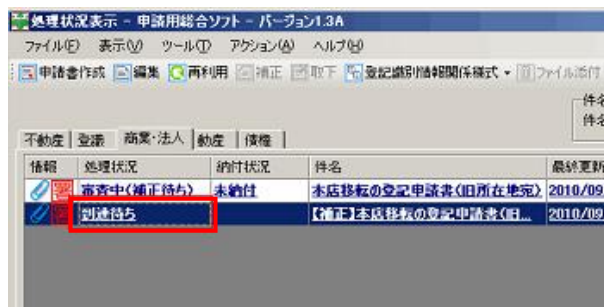 処理状況表示 - 申請用総合ソフト - バージョン1.3A
ファイル(F) 表示(V) ツール(T) アクション(A) ヘルプ(H)
申請書作成 編集 再利用 補正 取下 登記識別情報関係様式 ファイル添付
件名
件名
不動産 登譲 商業・法人 動産 債権
情報 処理状況 納付状況 件名 最終更新
審査中(補正待ち) 未納付 本店移転の登記申請書(旧所在地宛) 2010/09
到達待ち 【補正】本店移転の登記申請書(旧... 2010/09